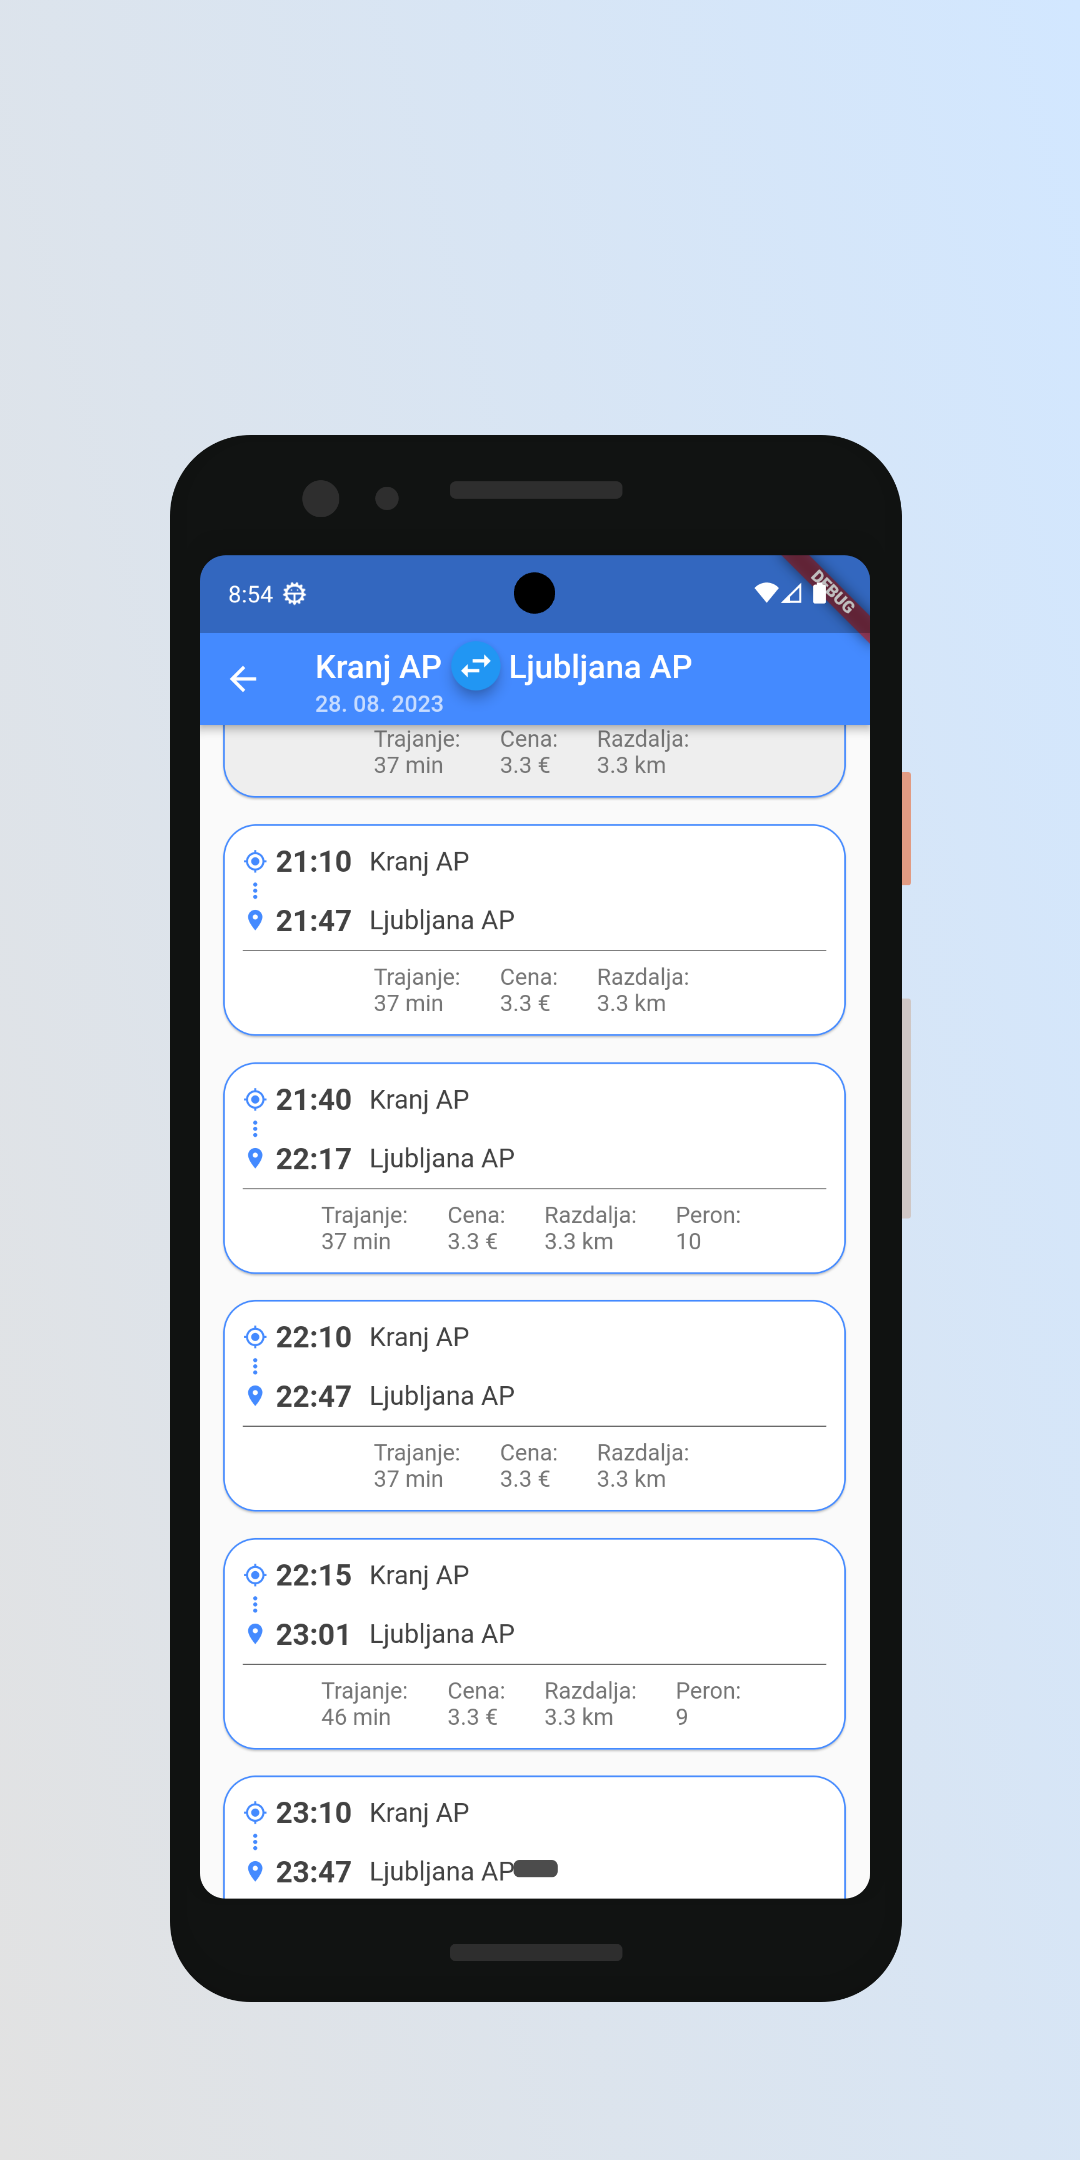 8:54
DEBUG
Kranj AP Ljubljana AP
28. 08. 2023
Trajanje: Cena: Razdalja:
37 min 3.3 € 3.3 km
21:10 Kranj AP
21:47 Ljubljana AP
Trajanje: Cena: Razdalja:
37 min 3.3 € 3.3 km
21:40 Kranj AP
22:17 Ljubljana AP
Trajanje: Cena: Razdalja: Peron:
37 min 3.3 € 3.3 km 10
22:10 Kranj AP
22:47 Ljubljana AP
Trajanje: Cena: Razdalja:
37 min 3.3 € 3.3 km
22:15 Kranj AP
23:01 Ljubljana AP
Trajanje: Cena: Razdalja: Peron:
46 min 3.3 € 3.3 km 9
23:10 Kranj AP
23:47 Ljubljana AP